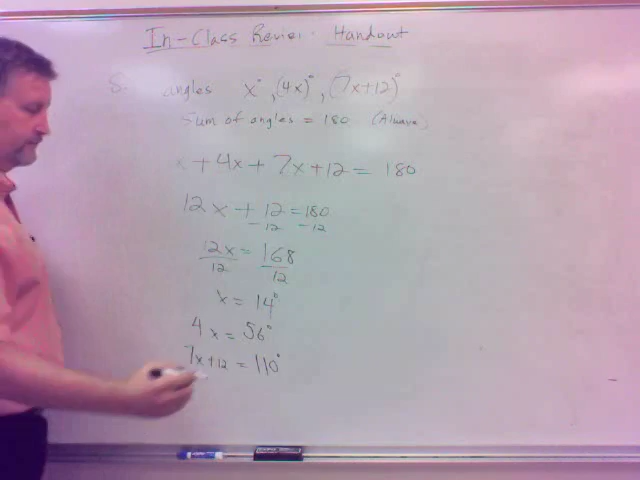 In-Class Review Handout
8. angles x°, (4x)°, (7x+12)°
Sum of angles = 180 (Always)
x + 4x + 7x + 12 = 180
12x + 12 = 180
- 12 - 12
12x = 168
12 12
x = 14°
4x = 56°
7x+12 = 110°